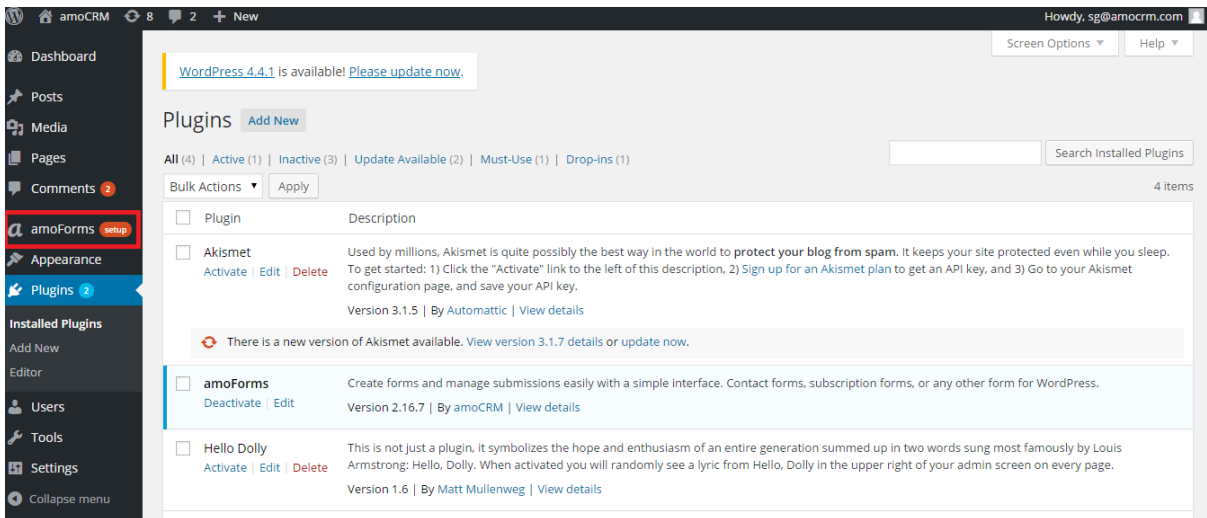 amoCRM 8 2 + New Howdy, sg@amocrm.com
Screen Options ▼ Help ▼
Dashboard
Posts
Media
Pages
Comments 2
amoForms setup
Appearance
Plugins 2
Installed Plugins
Add New
Editor
Users
Tools
Settings
Collapse menu
WordPress 4.4.1 is available! Please update now.
Plugins Add New
All (4) | Active (1) | Inactive (3) | Update Available (2) | Must-Use (1) | Drop-ins (1)
Search Installed Plugins
Bulk Actions ▼ Apply
4 items
Plugin Description
Akismet
Activate | Edit | Delete
Used by millions, Akismet is quite possibly the best way in the world to protect your blog from spam. It keeps your site protected even while you sleep.
To get started: 1) Click the "Activate" link to the left of this description, 2) Sign up for an Akismet plan to get an API key, and 3) Go to your Akismet
configuration page, and save your API key.
Version 3.1.5 | By Automattic | View details
There is a new version of Akismet available. View version 3.1.7 details or update now.
amoForms
Deactivate | Edit
Create forms and manage submissions easily with a simple interface. Contact forms, subscription forms, or any other form for WordPress.
Version 2.16.7 | By amoCRM | View details
Hello Dolly
Activate | Edit | Delete
This is not just a plugin, it symbolizes the hope and enthusiasm of an entire generation summed up in two words sung most famously by Louis
Armstrong: Hello, Dolly. When activated you will randomly see a lyric from Hello, Dolly in the upper right of your admin screen on every page.
Version 1.6 | By Matt Mullenweg | View details